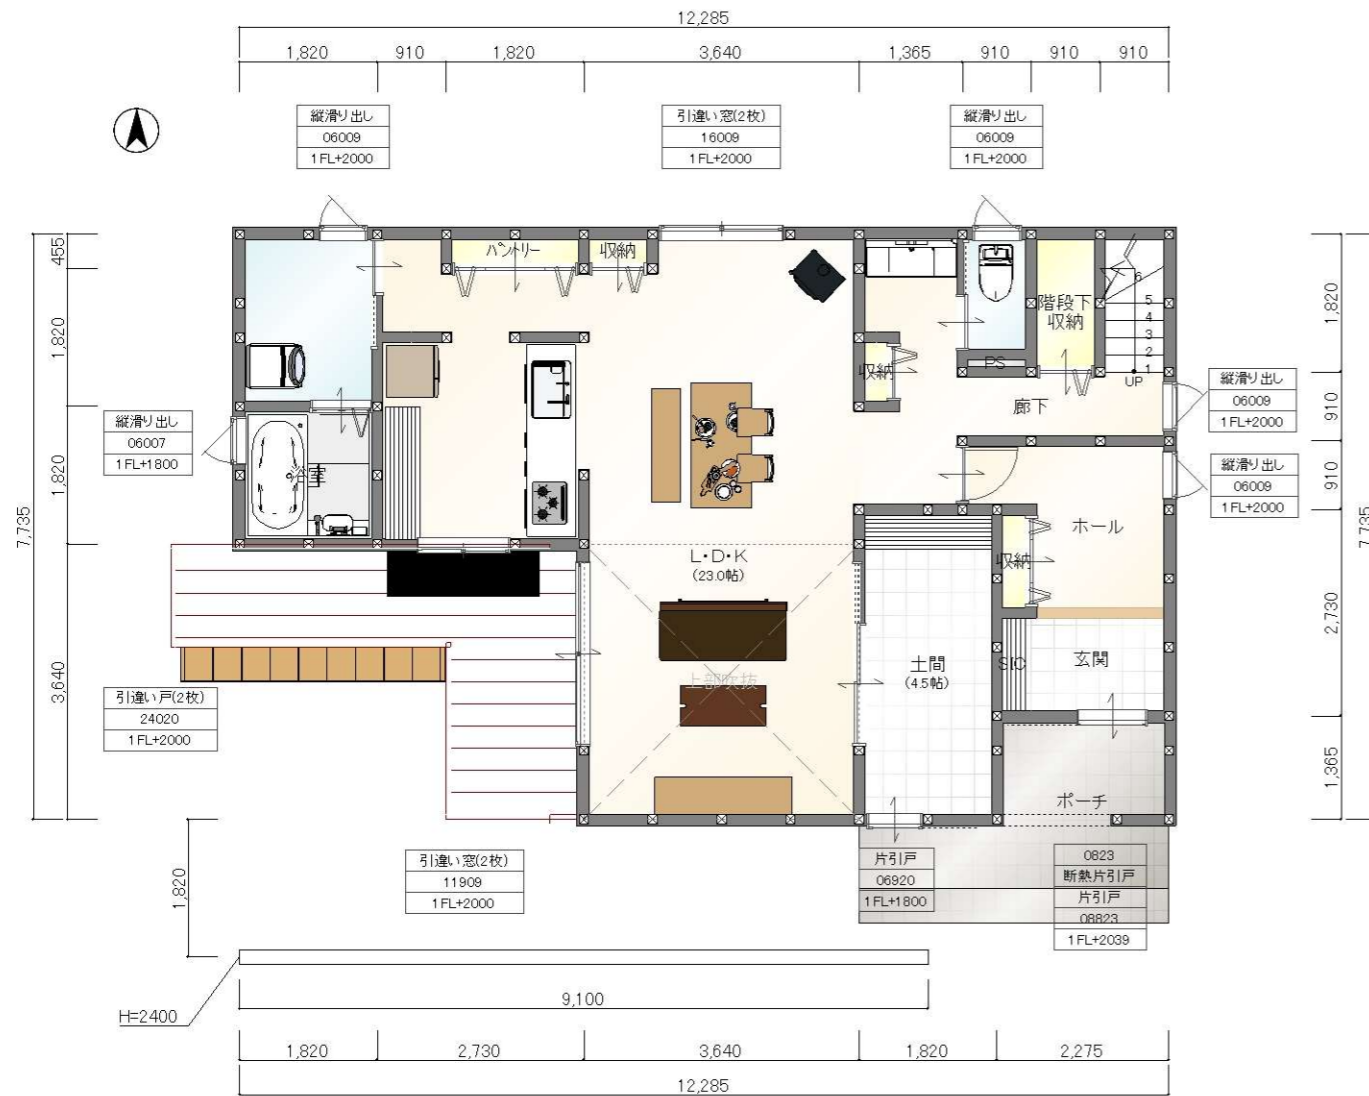 12,285
1,820 910 1,820 3,640 1,365 910 910 910
縦滑り出し
06009
1FL+2000
引違い窓(2枚)
16009
1FL+2000
縦滑り出し
06009
1FL+2000
455
1,820
1,820
3,640
7,735
1,820
1,820
910
910
2,730
1,365
7,735
パントリー
収納
階段下
収納
6
5
4
3
2
1
UP
PS
収納
廊下
縦滑り出し
06009
1FL+2000
縦滑り出し
06007
1FL+1800
浴室
縦滑り出し
06009
1FL+2000
ホール
収納
L・D・K
(23.0帖)
土間
(4.5帖)
SIC
玄関
上部吹抜
引違い戸(2枚)
24020
1FL+2000
ポーチ
引違い窓(2枚)
11909
1FL+2000
片引戸
06920
1FL+1800
0823
断熱片引戸
片引戸
08823
1FL+2039
9,100
H=2400
1,820 2,730 3,640 1,820 2,275
12,285